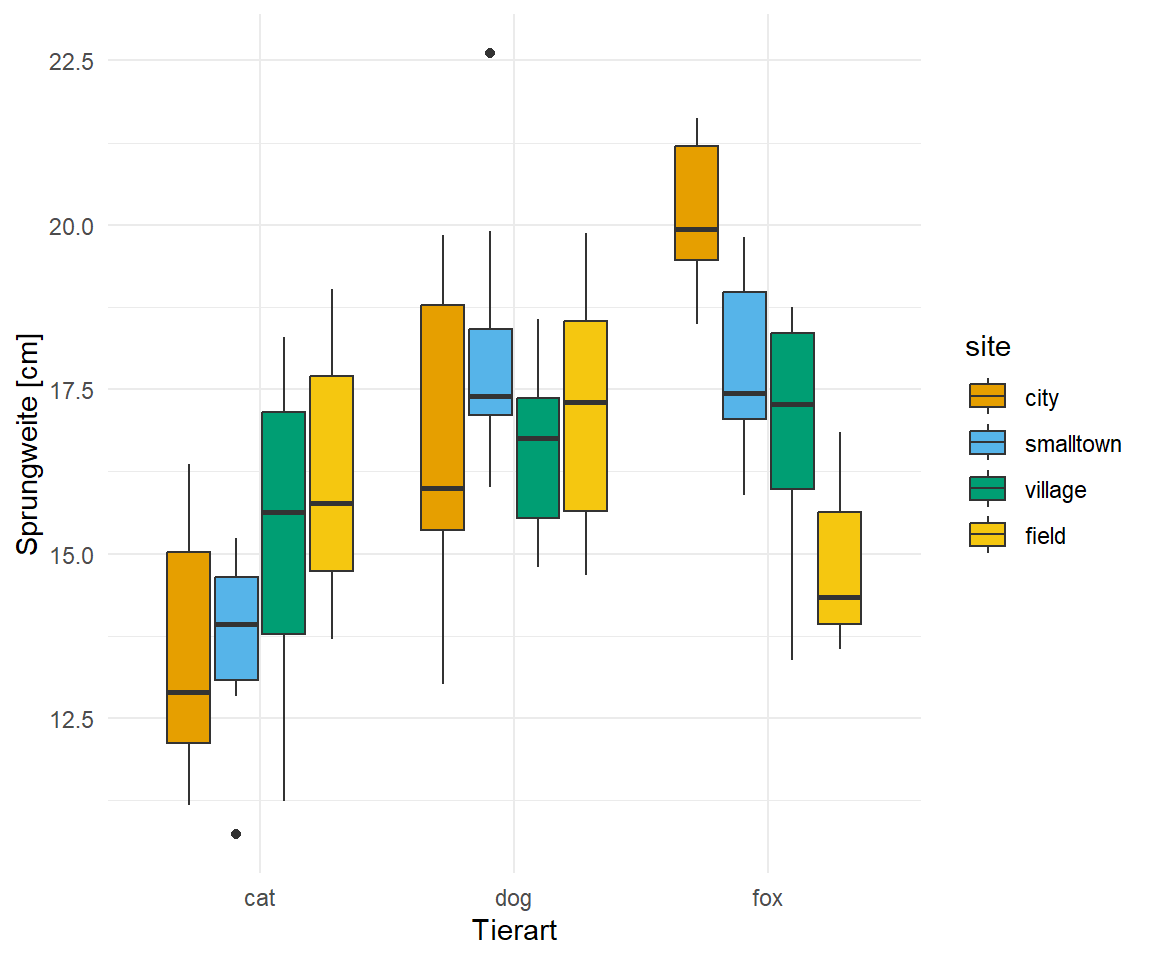 22.5
20.0
17.5
15.0
12.5
Sprungweite [cm]
cat
dog
fox
Tierart
site
city
smalltown
village
field